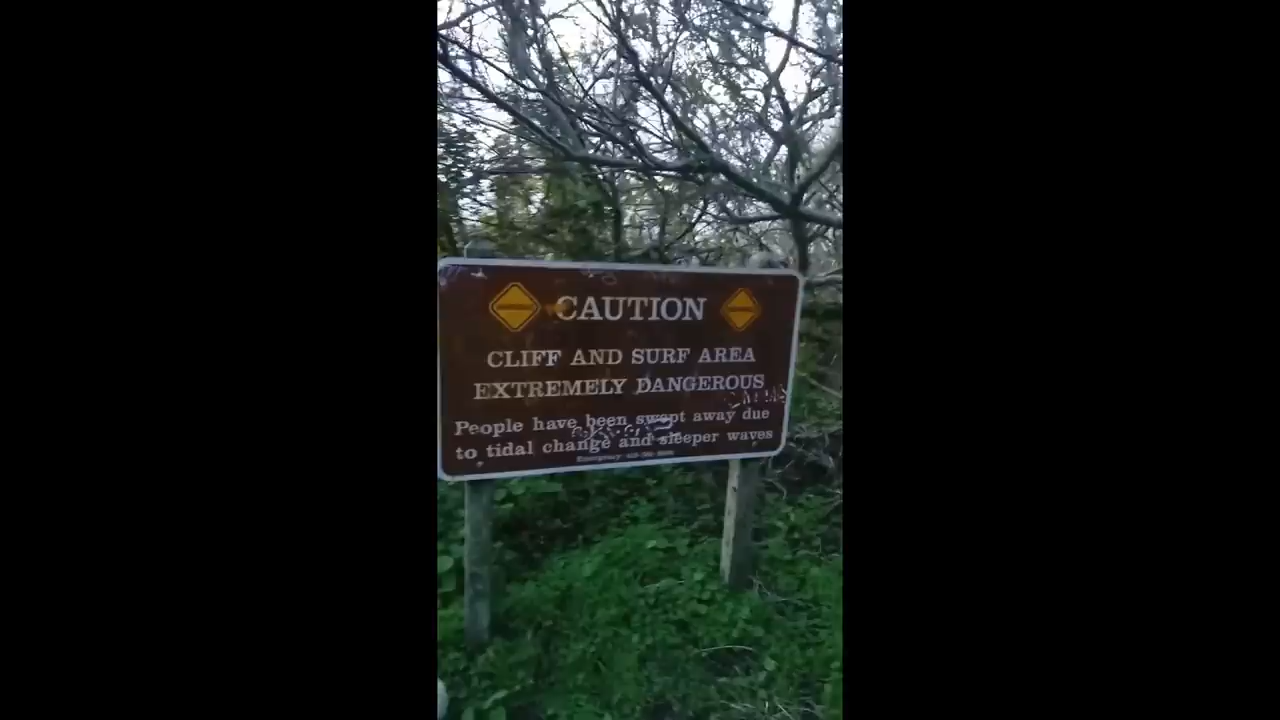 CAUTION
CLIFF AND SURF AREA
EXTREMELY DANGEROUS
People have been swept away due
to tidal change and sleeper waves
Emergency